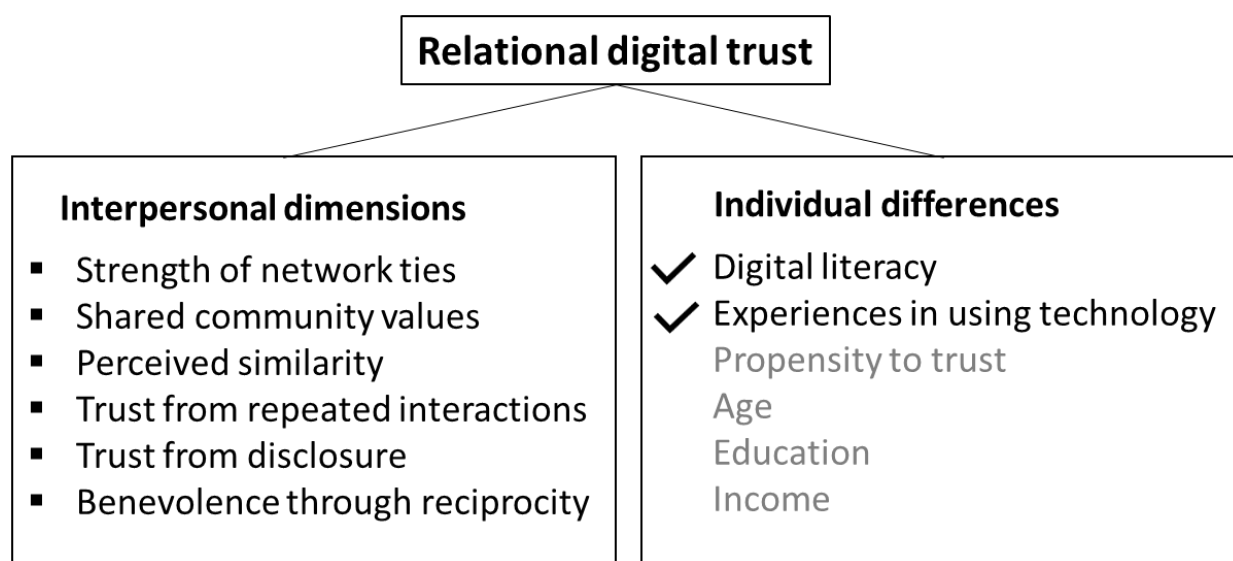 Relational digital trust
Interpersonal dimensions
Strength of network ties
Shared community values
Perceived similarity
Trust from repeated interactions
Trust from disclosure
Benevolence through reciprocity
Individual differences
Digital literacy
Experiences in using technology
Propensity to trust
Age
Education
Income